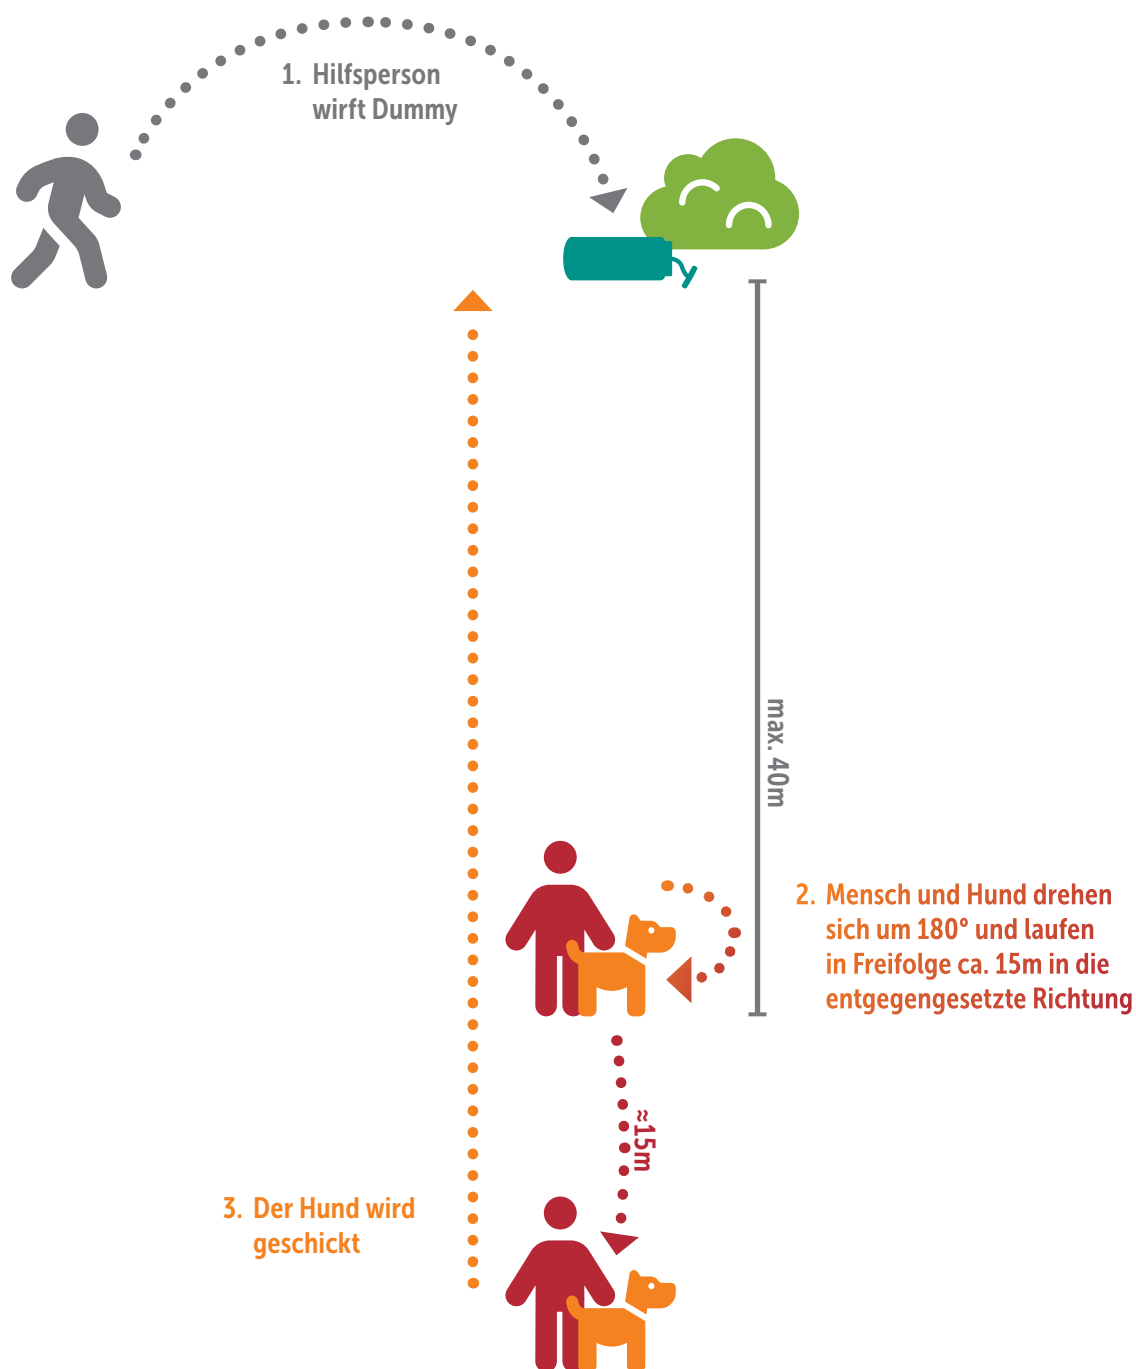 1. Hilfsperson
wirft Dummy
max. 40m
2. Mensch und Hund drehen
sich um 180° und laufen
in Freifolge ca. 15m in die
entgegengesetzte Richtung
≈15m
3. Der Hund wird
geschickt